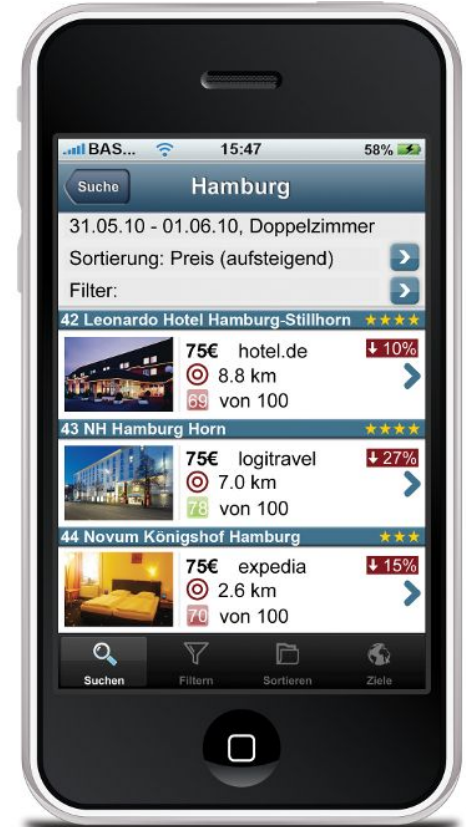 BAS... 15:47 58%
Suche Hamburg
31.05.10 - 01.06.10, Doppelzimmer
Sortierung: Preis (aufsteigend)
Filter:
42 Leonardo Hotel Hamburg-Stillhorn
75€ hotel.de 10%
8.8 km
69 von 100
43 NH Hamburg Horn
75€ logitravel 27%
7.0 km
78 von 100
44 Novum Königshof Hamburg
75€ expedia 15%
2.6 km
70 von 100
Suchen Filtern Sortieren Ziele